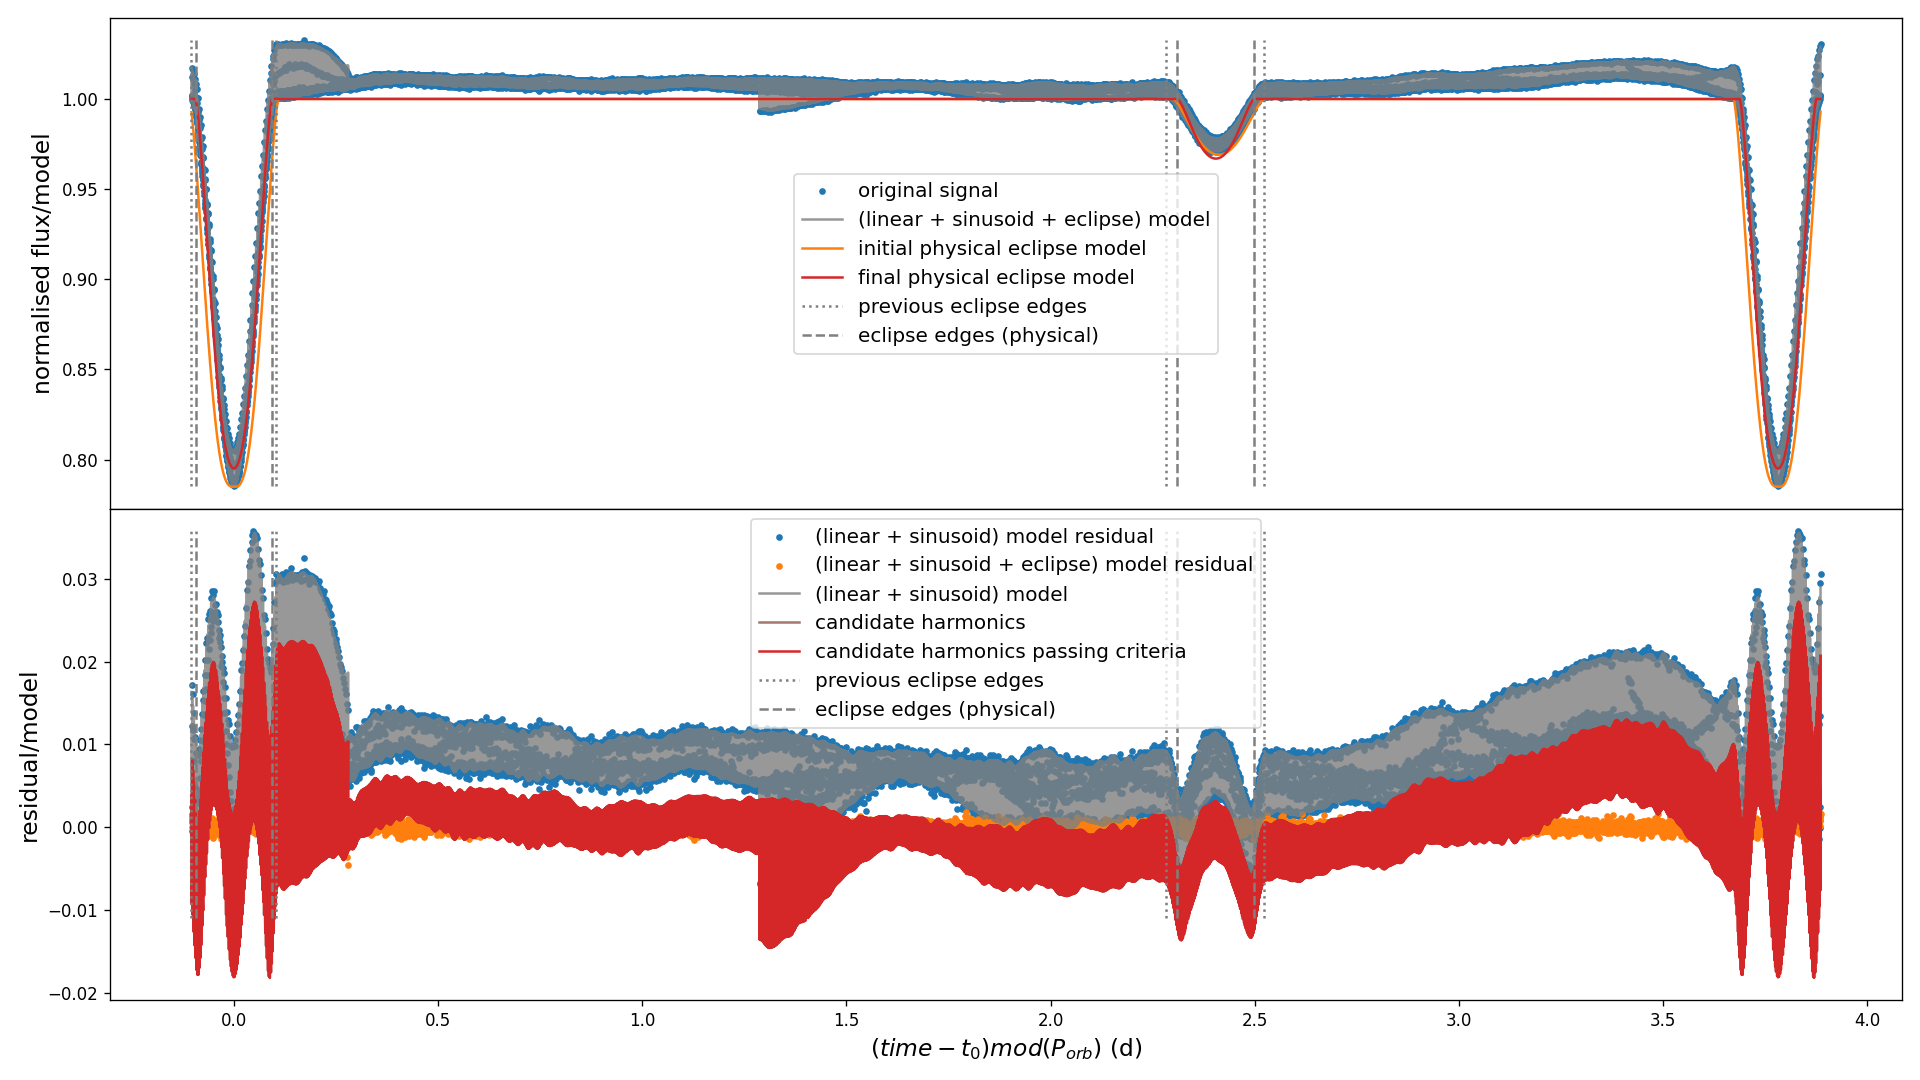 normalised flux/model
1.00
0.95
0.90
0.85
0.80
original signal
(linear + sinusoid + eclipse) model
initial physical eclipse model
final physical eclipse model
previous eclipse edges
eclipse edges (physical)
residual/model
0.03
0.02
0.01
0.00
−0.01
−0.02
(linear + sinusoid) model residual
(linear + sinusoid + eclipse) model residual
(linear + sinusoid) model
candidate harmonics
candidate harmonics passing criteria
previous eclipse edges
eclipse edges (physical)
0.0 0.5 1.0 1.5 2.0 2.5 3.0 3.5 4.0
(time − t₀)mod(Pₒᵣb) (d)